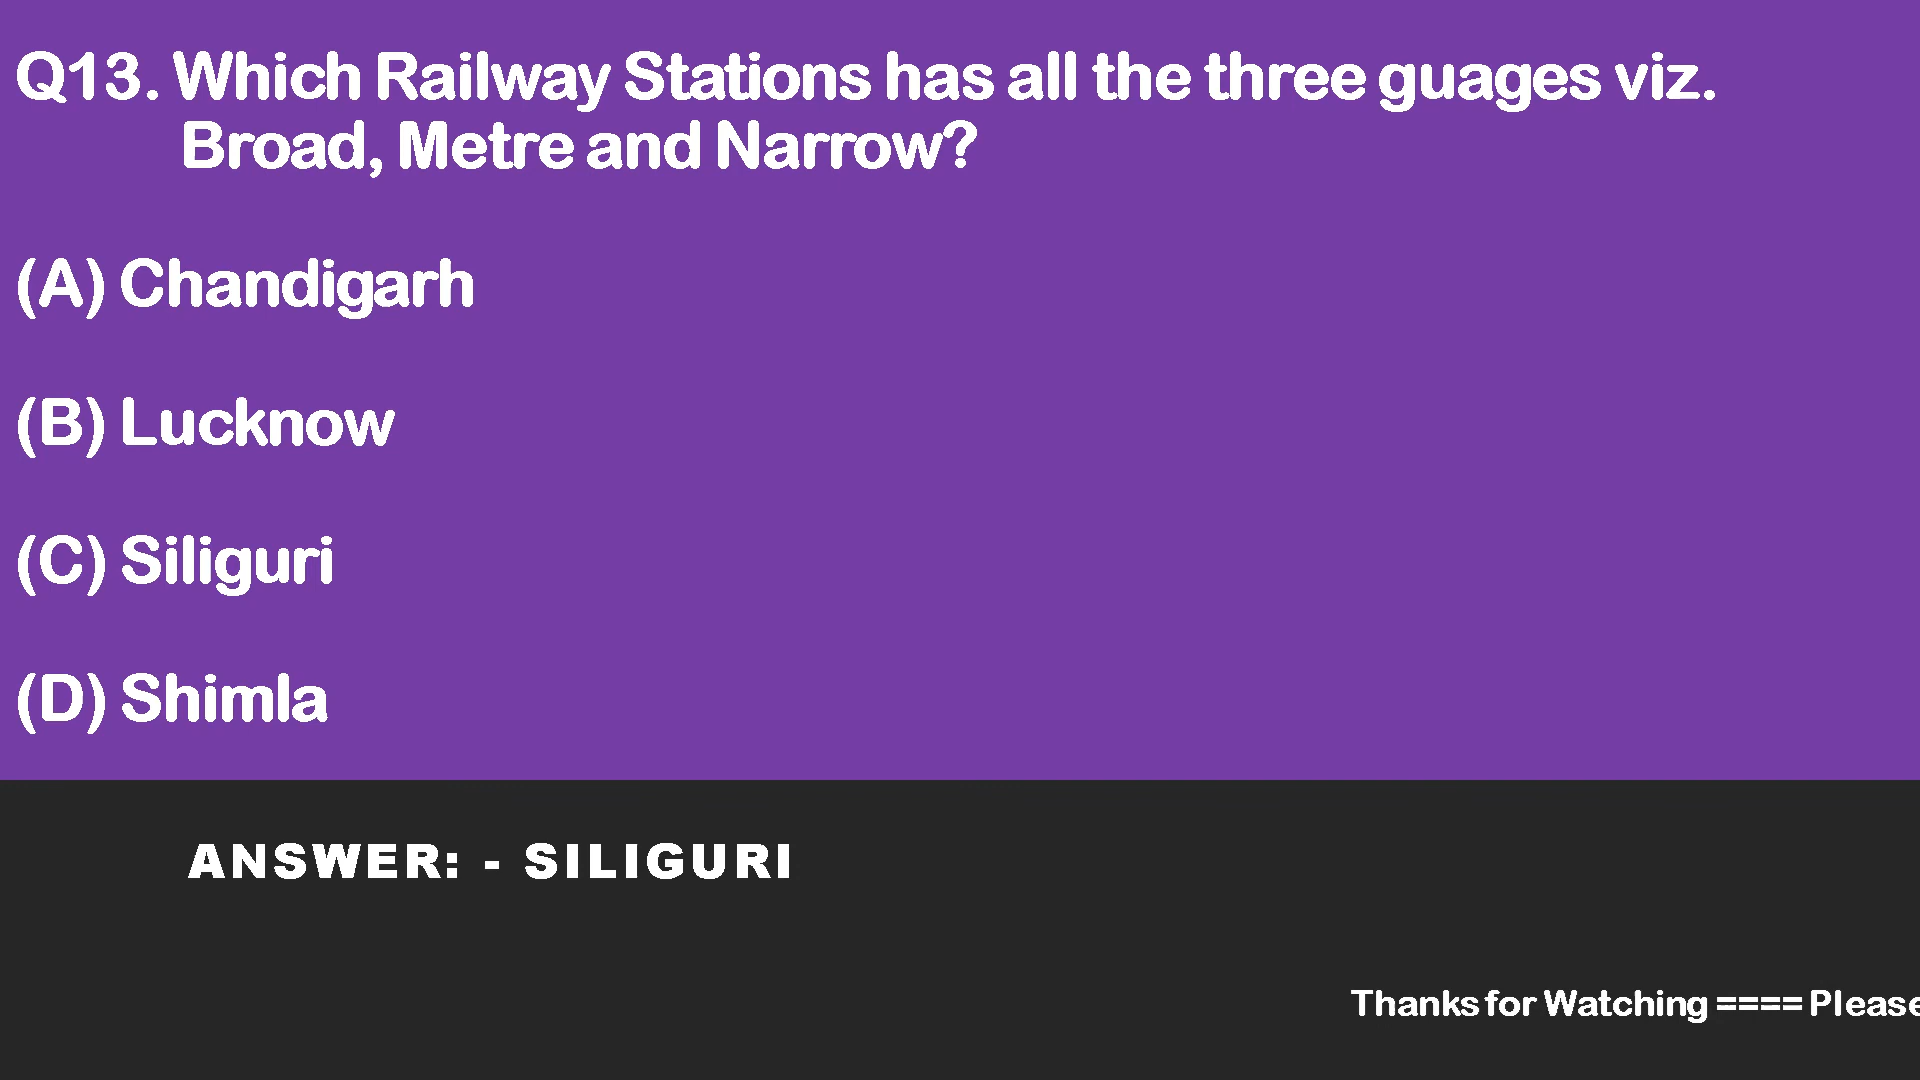 Q13. Which Railway Stations has all the three guages viz.
Broad, Metre and Narrow?
(A) Chandigarh
(B) Lucknow
(C) Siliguri
(D) Shimla
ANSWER: - SILIGURI
Thanks for Watching ==== Please